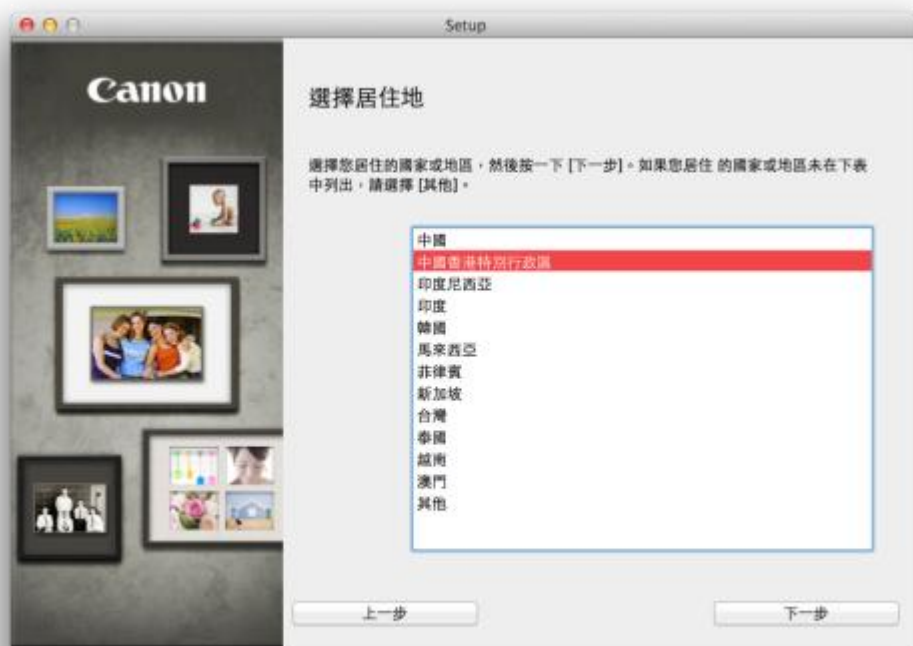 Setup
Canon
選擇居住地
選擇您居住的國家或地區，然後按一下 [下一步]。如果您居住 的國家或地區未在下表
中列出，請選擇 [其他]。
中國
中國香港特別行政區
印度尼西亞
印度
韓國
馬來西亞
菲律賓
新加坡
台灣
泰國
越南
澳門
其他
上一步
下一步